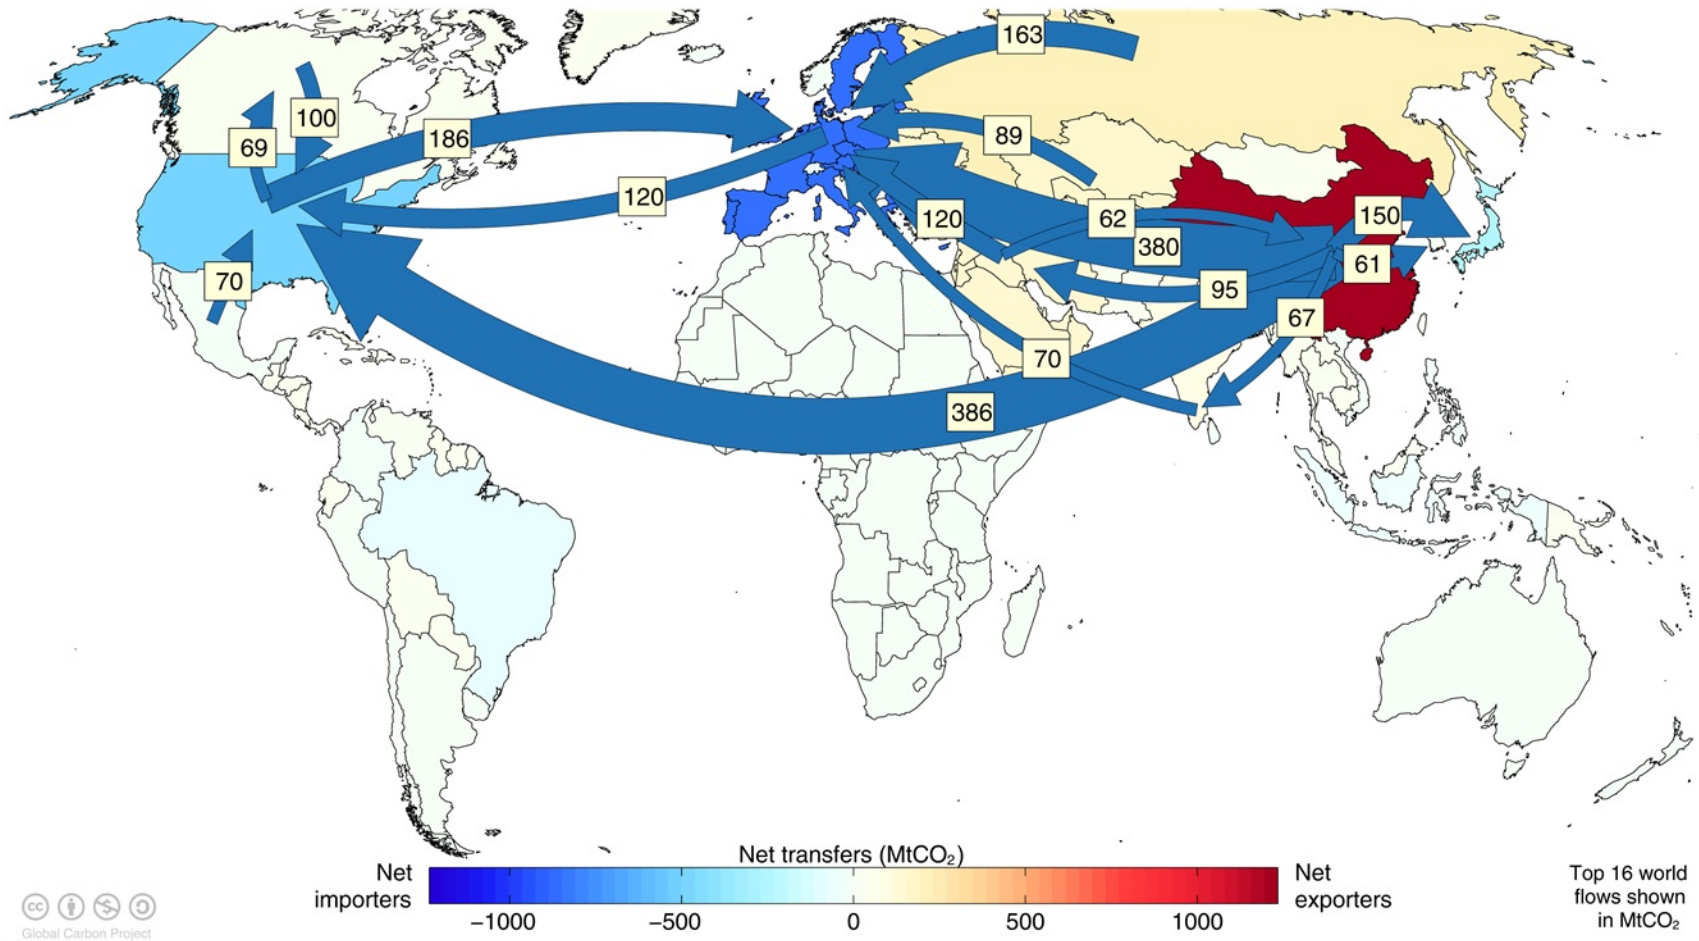 163
100
69
186
89
120
120
62
380
150
61
95
70
67
70
386
Net transfers (MtCO₂)
Net
importers
Net
exporters
−1000
−500
0
500
1000
Top 16 world
flows shown
in MtCO₂
cc
Global Carbon Project